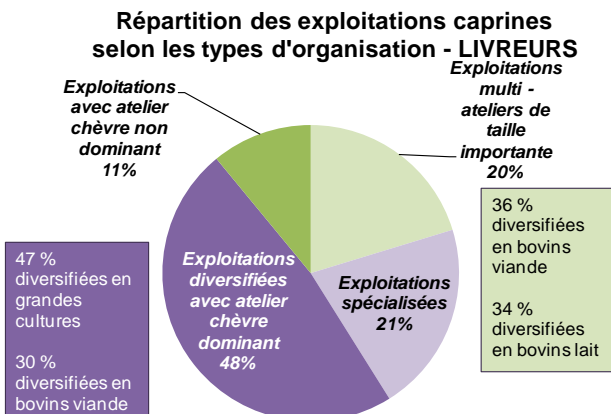 Répartition des exploitations caprines
selon les types d'organisation - LIVREURS
Exploitations
avec atelier
chèvre non
dominant
11%
Exploitations
multi -
ateliers de
taille
importante
20%
47 %
diversifiées en
grandes
cultures
30 %
diversifiées en
bovins viande
Exploitations
diversifiées
avec atelier
chèvre
dominant
48%
Exploitations
spécialisées
21%
36 %
diversifiées
en bovins
viande
34 %
diversifiées
en bovins lait